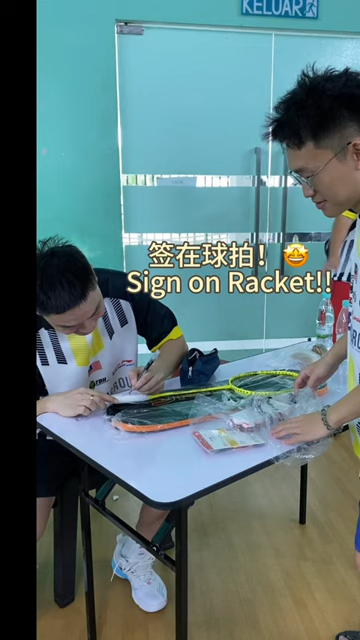 KELUAR
签在球拍！🤩
Sign on Racket!!